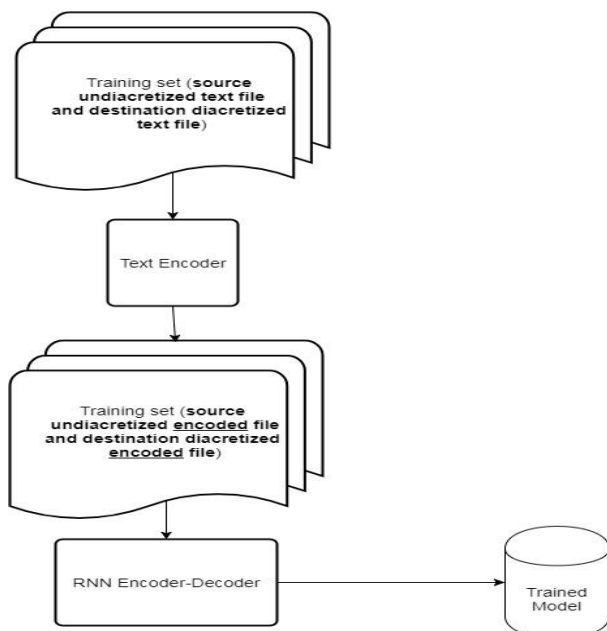 Training set (source
undiacretized text file
and destination diacretized
text file)
Text Encoder
Training set (source
undiacretized encoded file
and destination diacretized
encoded file)
RNN Encoder-Decoder
Trained
Model